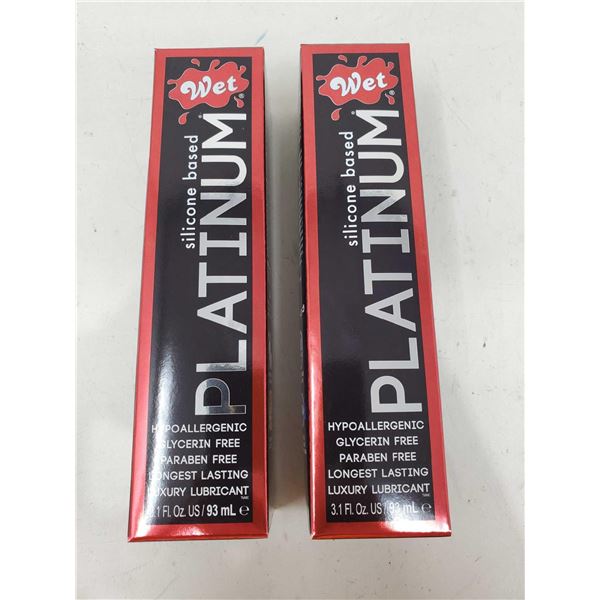 Wet®
silicone based
PLATINUM
HYPOALLERGENIC
GLYCERIN FREE
PARABEN FREE
LONGEST LASTING
LUXURY LUBRICANT
3.1 Fl. Oz. US / 93 mL ℮
Wet®
silicone based
PLATINUM
HYPOALLERGENIC
GLYCERIN FREE
PARABEN FREE
LONGEST LASTING
LUXURY LUBRICANT
3.1 Fl. Oz. US / 93 mL ℮